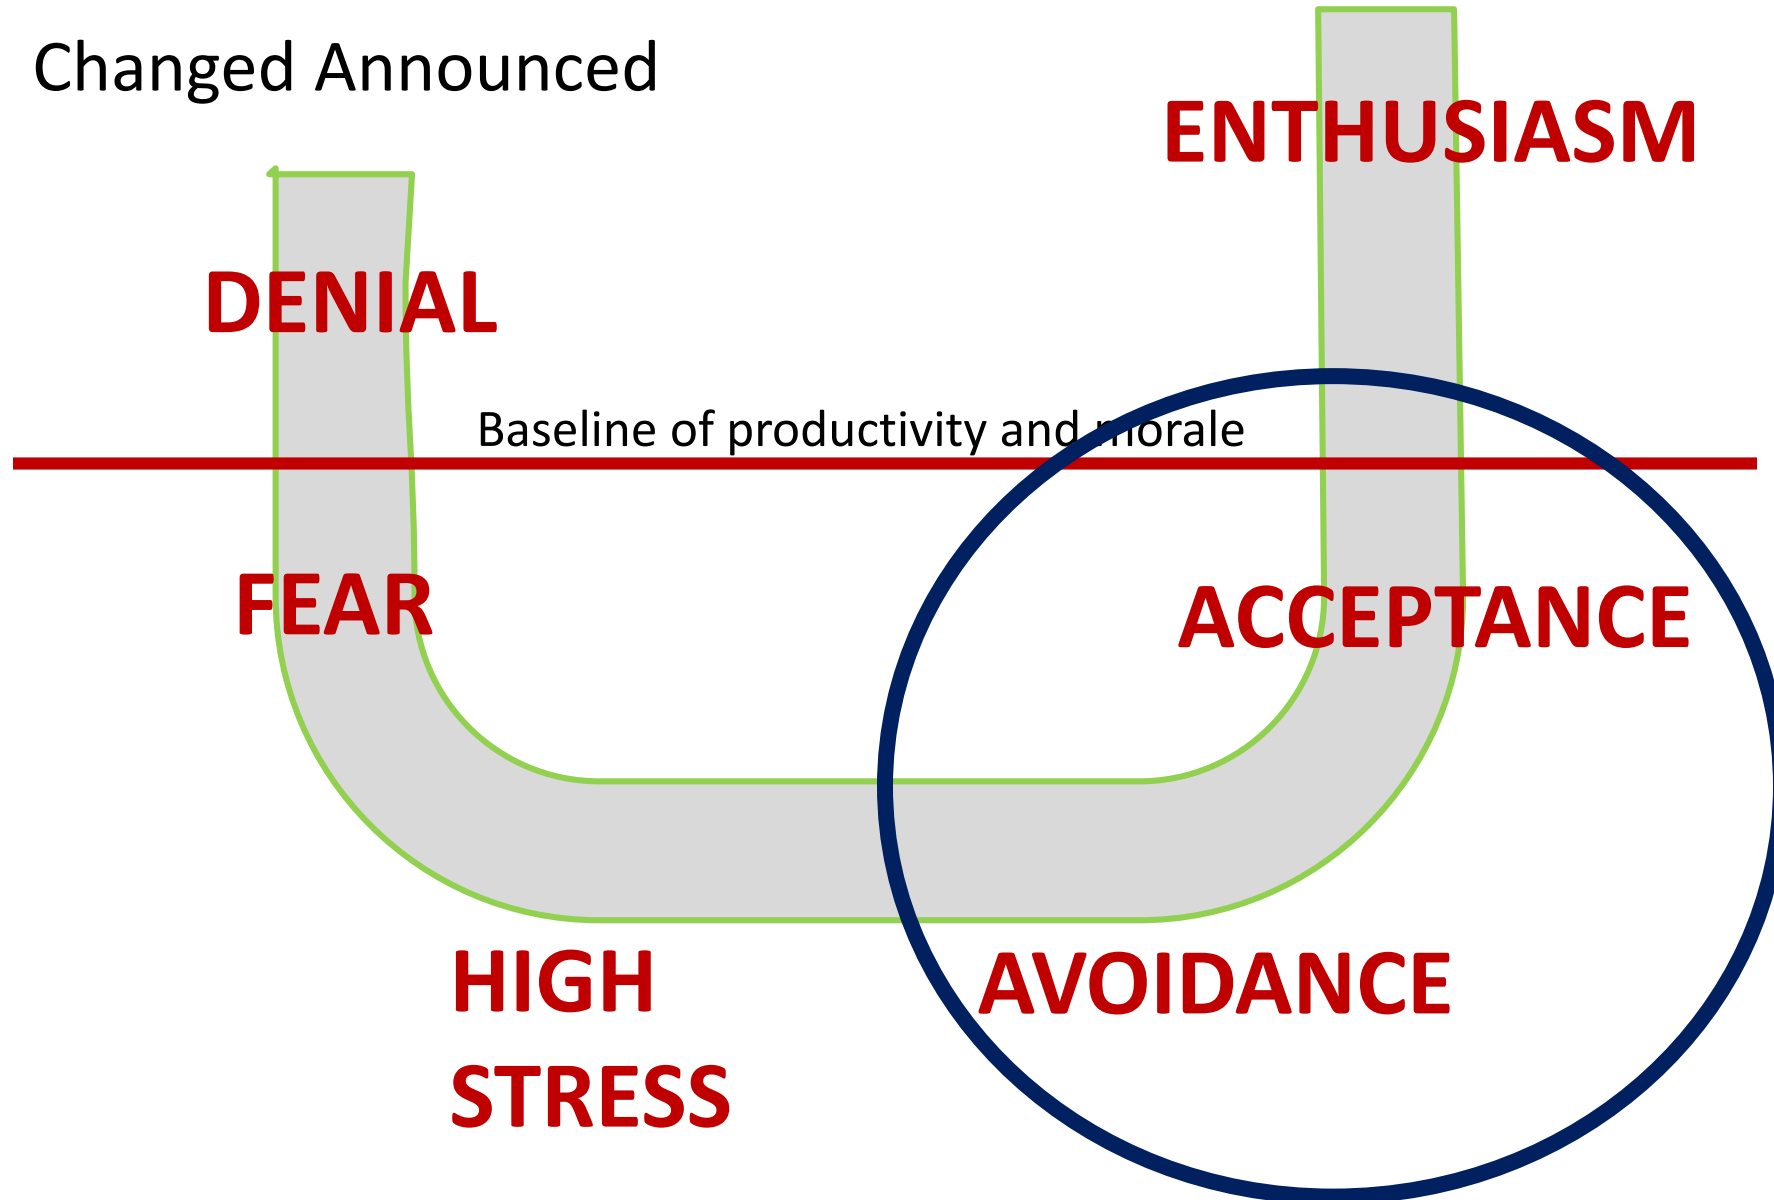 Changed Announced
ENTHUSIASM
DENIAL
Baseline of productivity and morale
FEAR
ACCEPTANCE
HIGH
STRESS
AVOIDANCE